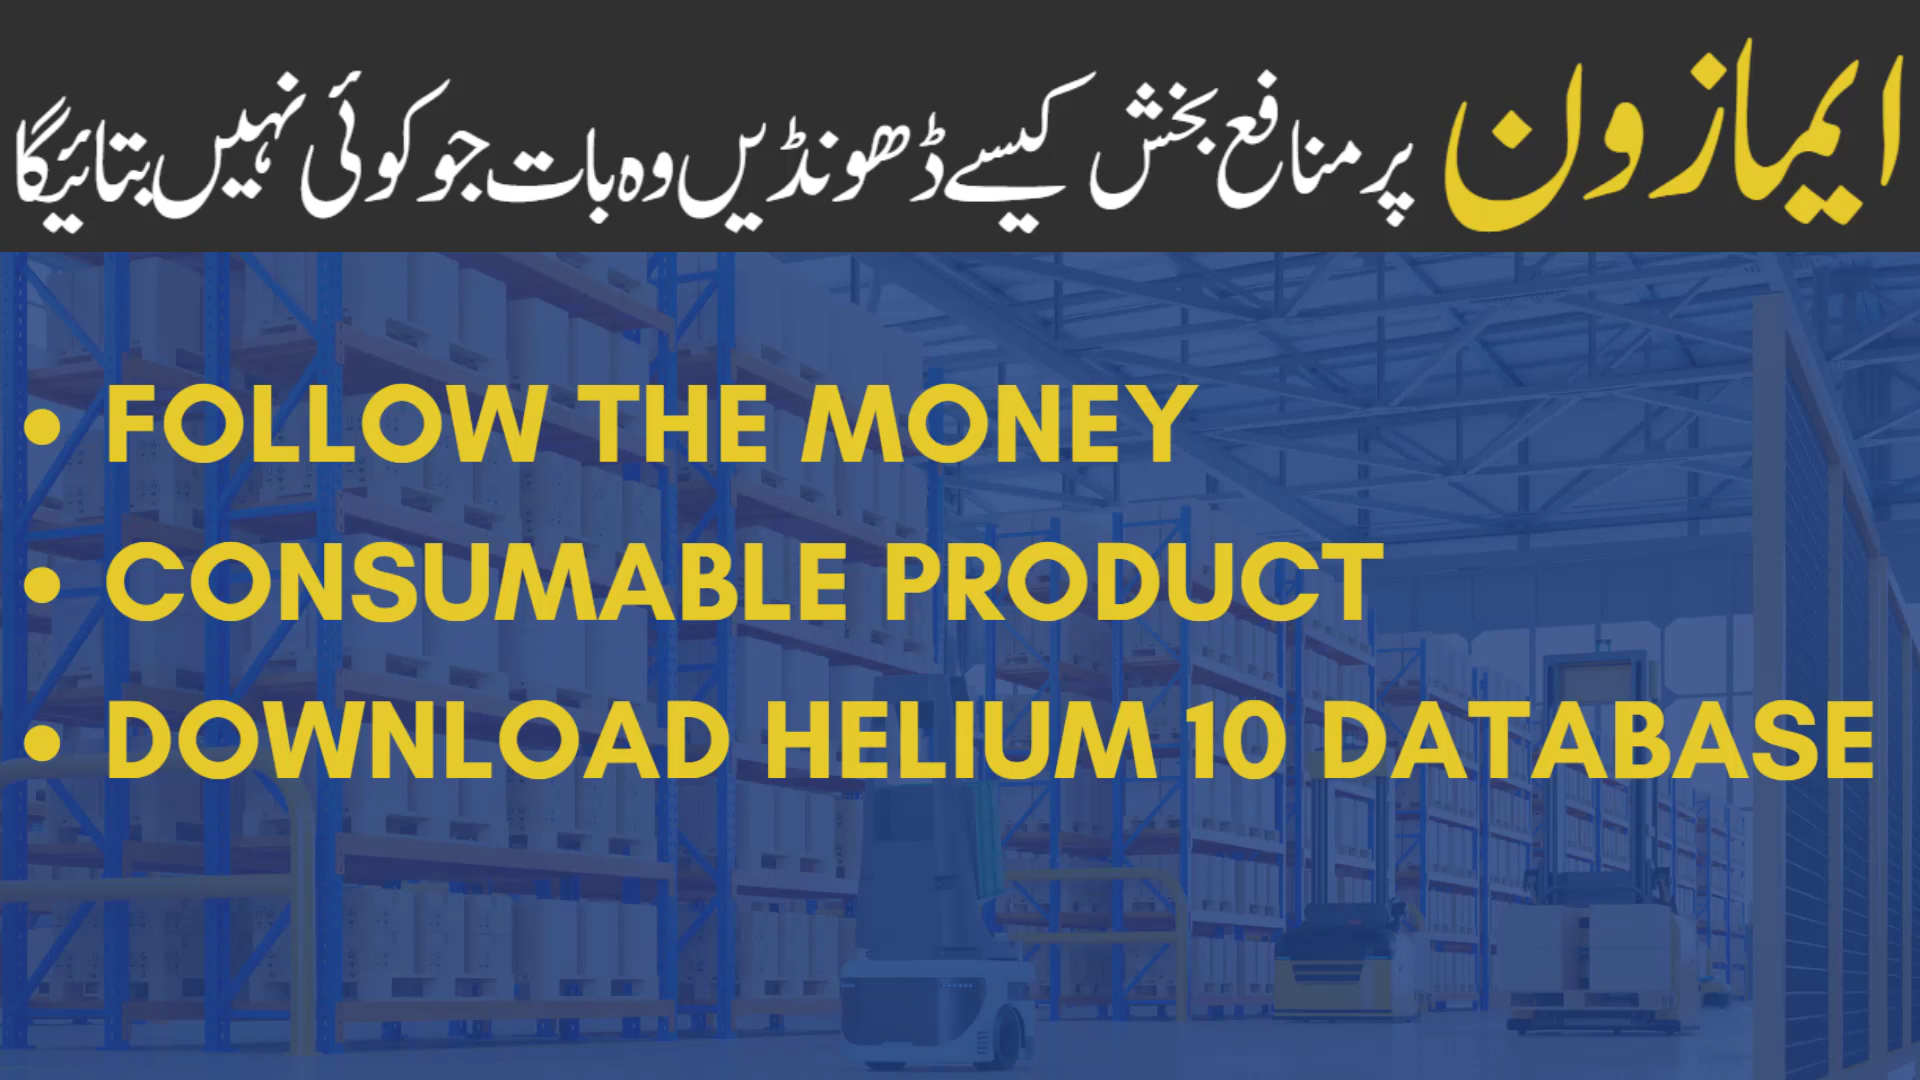 ایمازون پر منافع بخش کیسے ڈھونڈیں وہ بات جو کوئی نہیں بتائیگا
• FOLLOW THE MONEY
• CONSUMABLE PRODUCT
• DOWNLOAD HELIUM 10 DATABASE